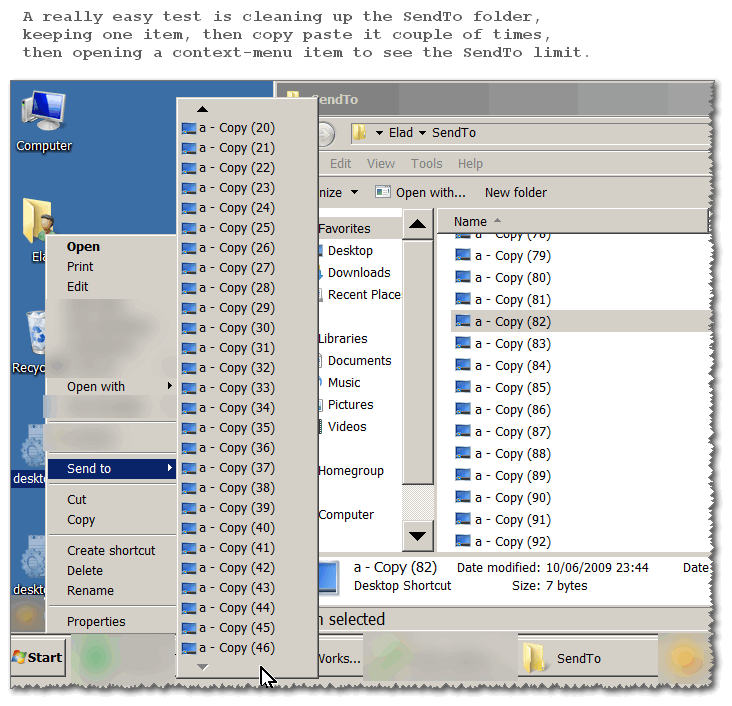 A really easy test is cleaning up the SendTo folder,
keeping one item, then copy paste it couple of times,
then opening a context-menu item to see the SendTo limit.
SendTo
Elad SendTo
Edit View Tools Help
nize Open with... New folder
Computer
Ela
Recyc
deskt
deskt
Open
Print
Edit
Open with
Send to
Cut
Copy
Create shortcut
Delete
Rename
Properties
a - Copy (20)
a - Copy (21)
a - Copy (22)
a - Copy (23)
a - Copy (24)
a - Copy (25)
a - Copy (26)
a - Copy (27)
a - Copy (28)
a - Copy (29)
a - Copy (30)
a - Copy (31)
a - Copy (32)
a - Copy (33)
a - Copy (34)
a - Copy (35)
a - Copy (36)
a - Copy (37)
a - Copy (38)
a - Copy (39)
a - Copy (40)
a - Copy (41)
a - Copy (42)
a - Copy (43)
a - Copy (44)
a - Copy (45)
a - Copy (46)
Favorites
Desktop
Downloads
Recent Place
Libraries
Documents
Music
Pictures
Videos
Homegroup
Computer
Name
a - Copy (78)
a - Copy (79)
a - Copy (80)
a - Copy (81)
a - Copy (82)
a - Copy (83)
a - Copy (84)
a - Copy (85)
a - Copy (86)
a - Copy (87)
a - Copy (88)
a - Copy (89)
a - Copy (90)
a - Copy (91)
a - Copy (92)
a - Copy (82) Date modified: 10/06/2009 23:44 Date
Desktop Shortcut Size: 7 bytes
selected
Start
Works...
SendTo